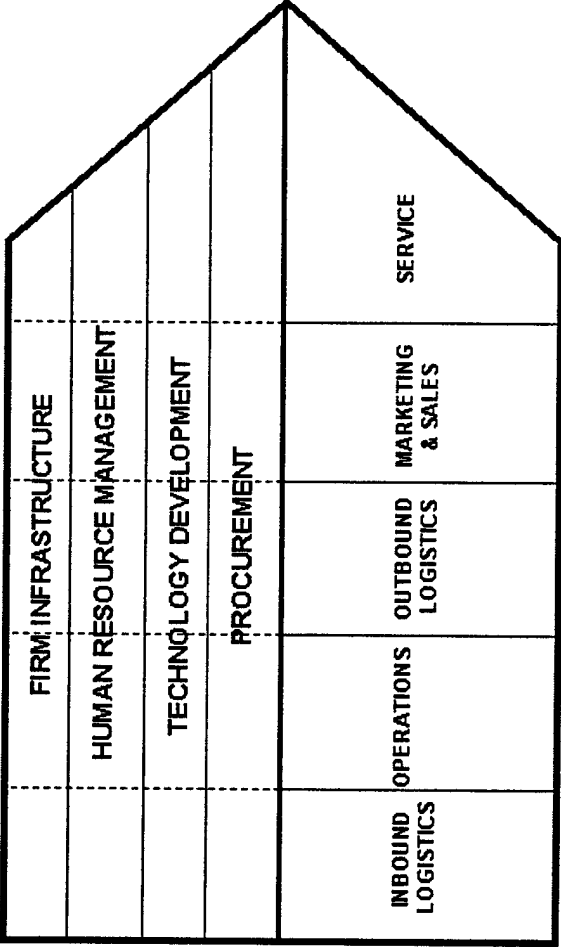 FIRM INFRASTRUCTURE
HUMAN RESOURCE MANAGEMENT
TECHNOLOGY DEVELOPMENT
PROCUREMENT
INBOUND
LOGISTICS
OPERATIONS
OUTBOUND
LOGISTICS
MARKETING
& SALES
SERVICE